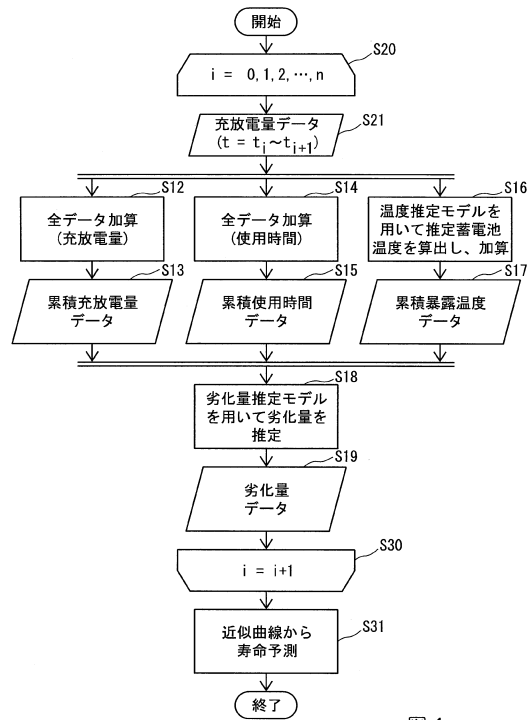 開始
S20
i = 0,1,2,…,n
S21
充放電量データ
(t = ti~ti+1)
S12
全データ加算
(充放電量)
S14
全データ加算
(使用時間)
S16
温度推定モデルを
用いて推定蓄電池
温度を算出し、加算
S13
累積充放電量
データ
S15
累積使用時間
データ
S17
累積暴露温度
データ
S18
劣化量推定モデル
を用いて劣化量を
推定
S19
劣化量
データ
S30
i = i+1
S31
近似曲線から
寿命予測
終了